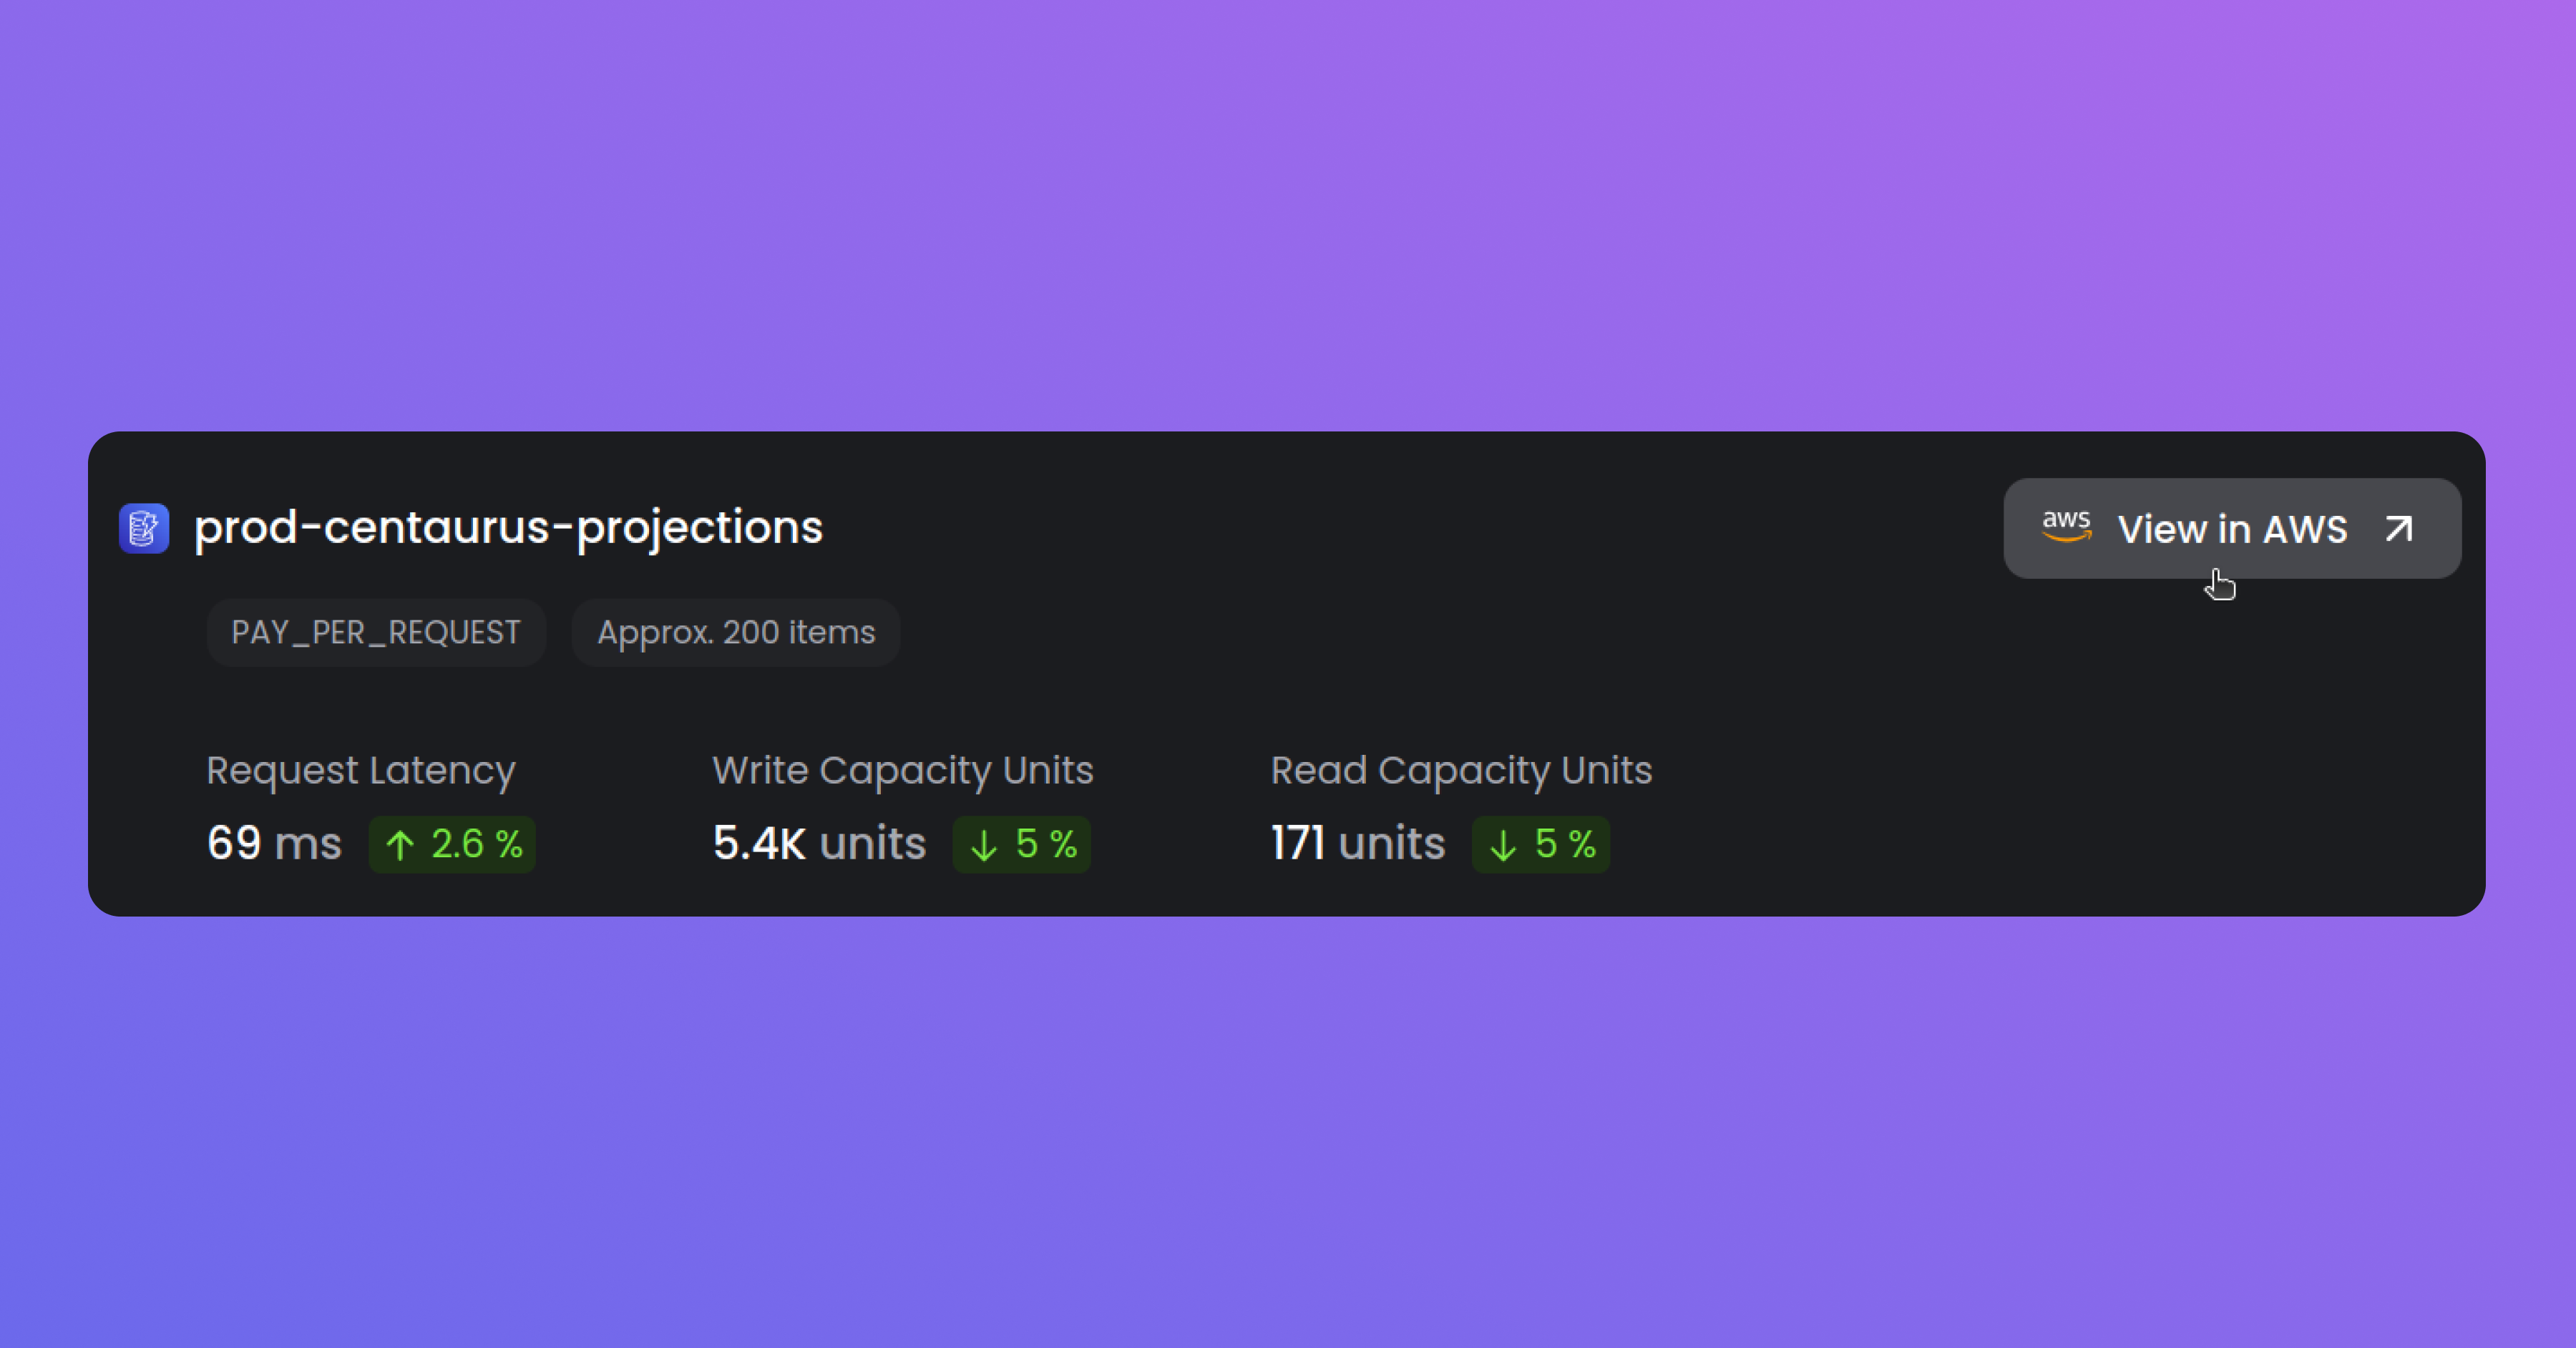 prod-centaurus-projections
aws View in AWS
PAY_PER_REQUEST Approx. 200 items
Request Latency Write Capacity Units Read Capacity Units
69 ms ↑ 2.6 % 5.4K units ↓ 5 % 171 units ↓ 5 %